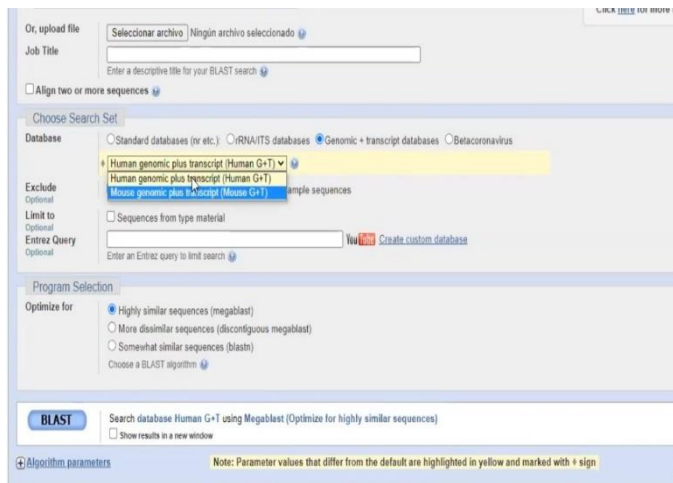 Click here for more
Or, upload file
Seleccionar archivo Ningún archivo seleccionado
Job Title
Enter a descriptive title for your BLAST search
Align two or more sequences
Choose Search Set
Database
Standard databases (nr etc.): rRNA/ITS databases Genomic + transcript databases Betacoronavirus
Human genomic plus transcript (Human G+T)
Human genomic plus transcript (Human G+T)
Mouse genomic plus transcript (Mouse G+T)
Exclude
ample sequences
Optional
Limit to
Sequences from type material
Optional
Entrez Query
YouTube Create custom database
Optional
Enter an Entrez query to limit search
Program Selection
Optimize for
Highly similar sequences (megablast)
More dissimilar sequences (discontiguous megablast)
Somewhat similar sequences (blastn)
Choose a BLAST algorithm
BLAST
Search database Human G+T using Megablast (Optimize for highly similar sequences)
Show results in a new window
Algorithm parameters
Note: Parameter values that differ from the default are highlighted in yellow and marked with ♦ sign